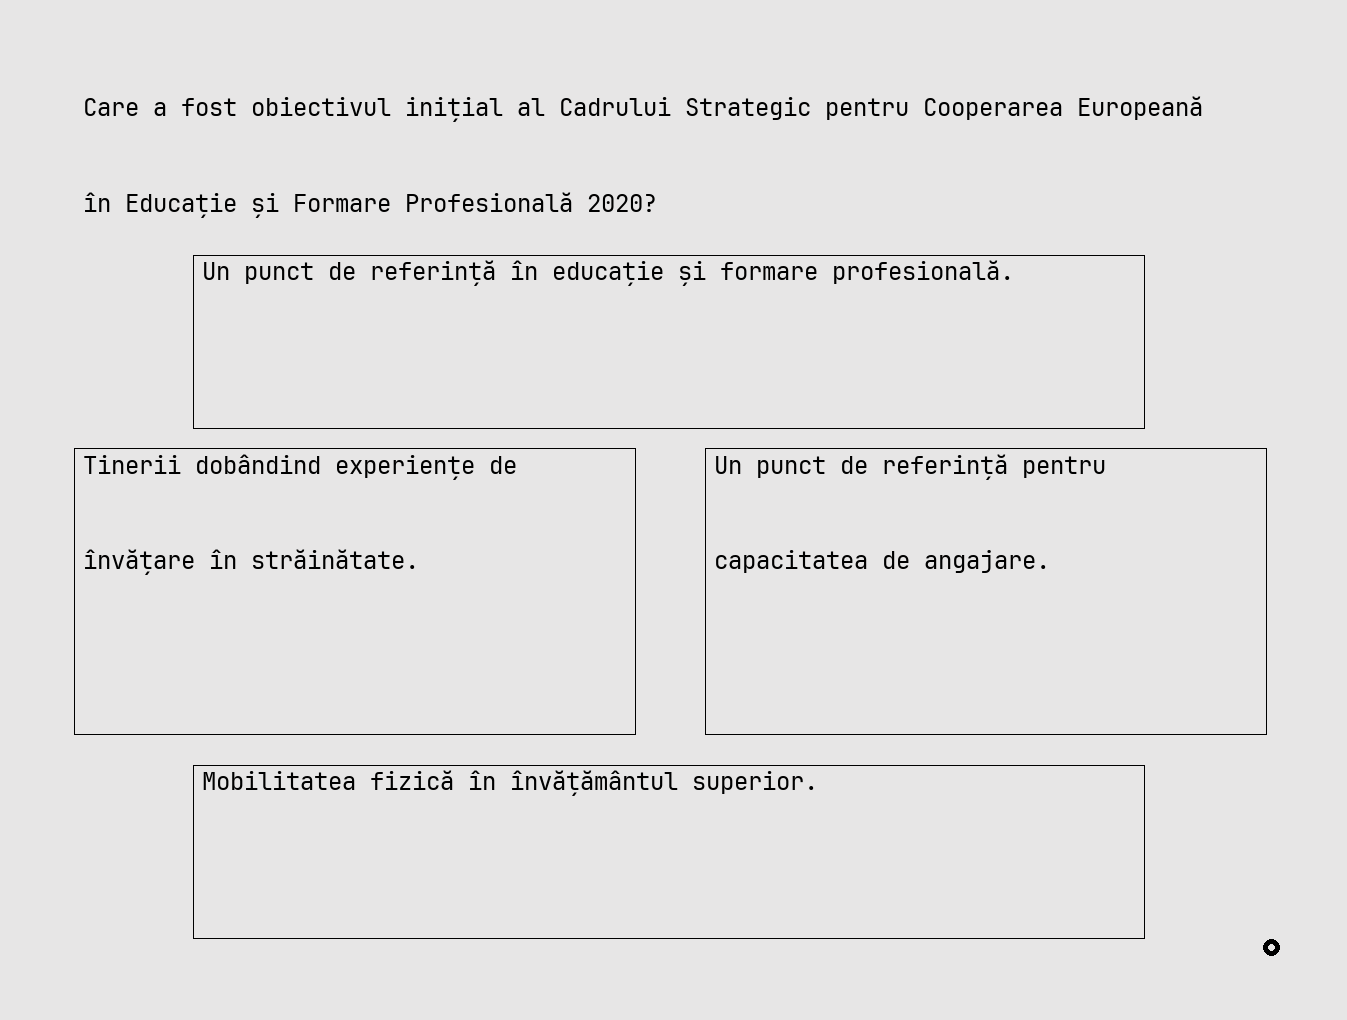 Care a fost obiectivul inițial al Cadrului Strategic pentru Cooperarea Europeană
în Educație și Formare Profesională 2020?
Un punct de referință în educație și formare profesională.
Tinerii dobândind experiențe de
învățare în străinătate.
Un punct de referință pentru
capacitatea de angajare.
Mobilitatea fizică în învățământul superior.